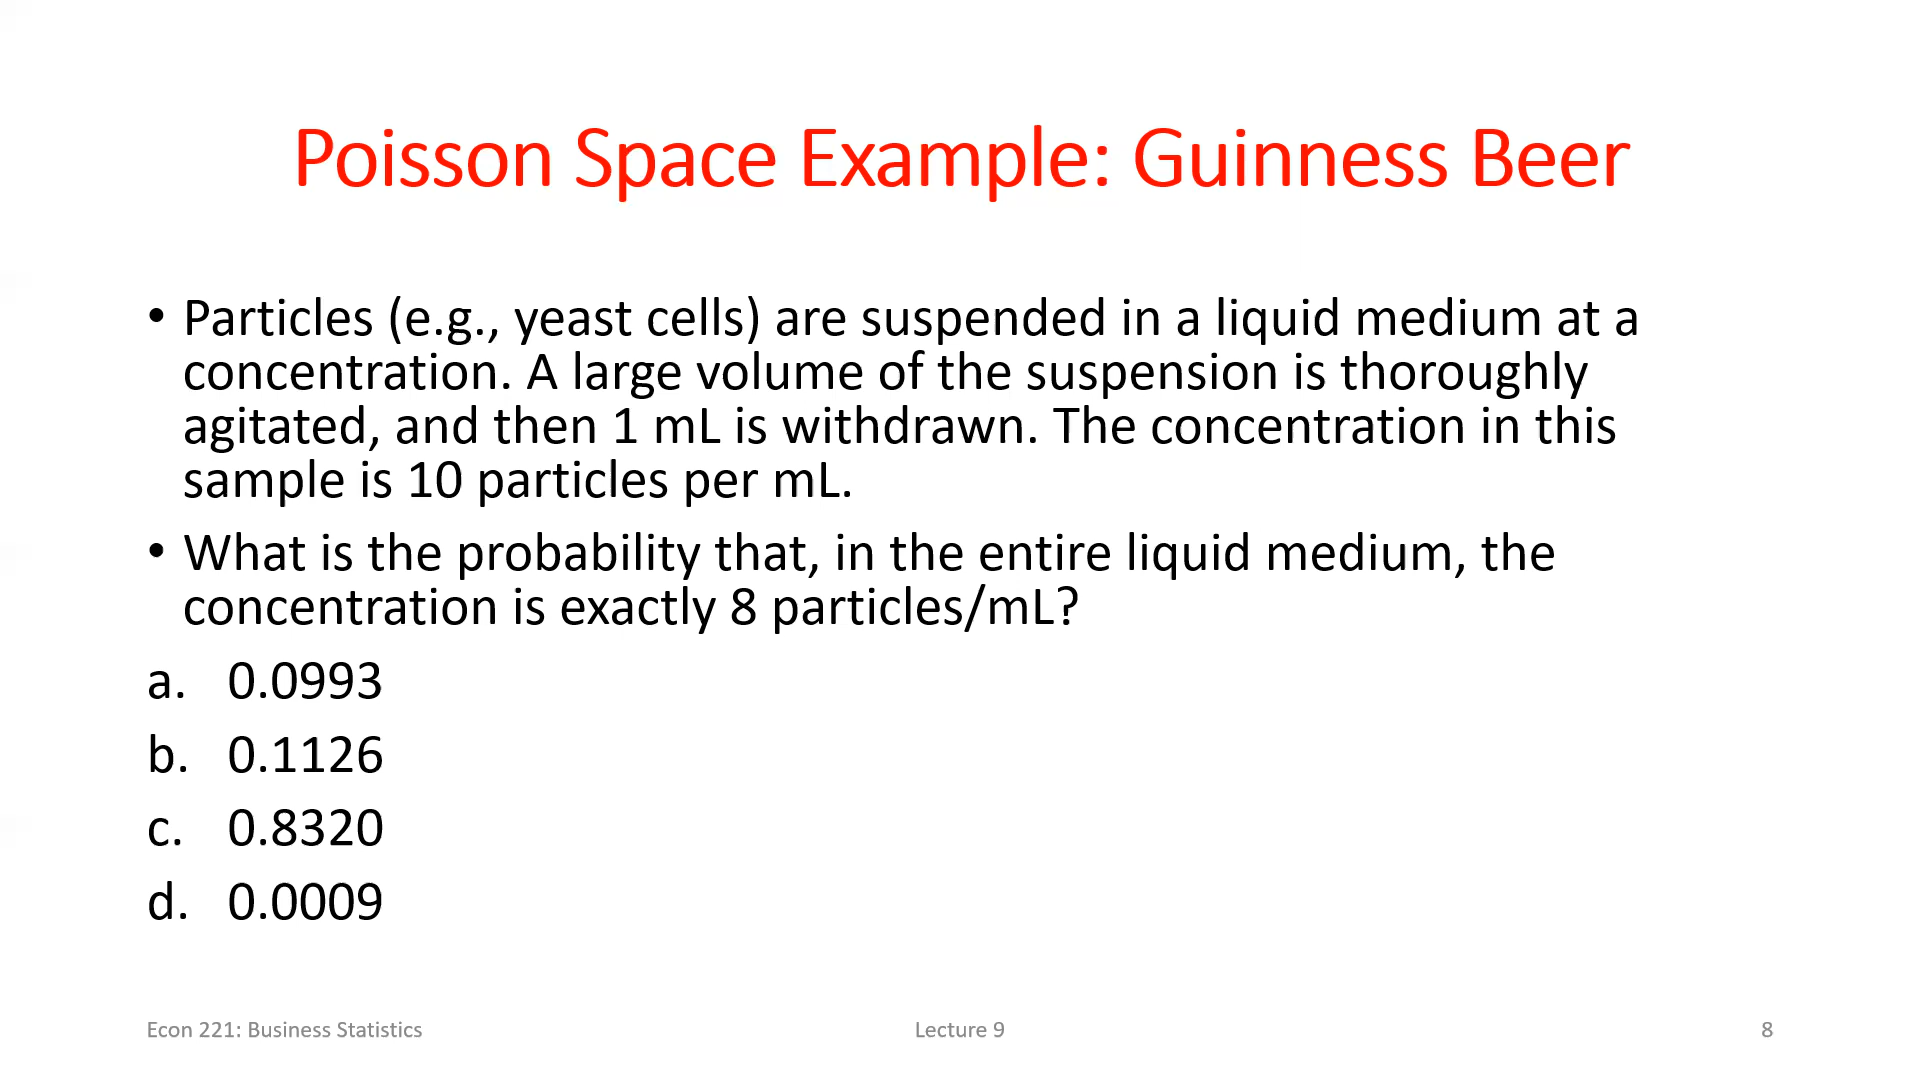 Poisson Space Example: Guinness Beer
• Particles (e.g., yeast cells) are suspended in a liquid medium at a
concentration. A large volume of the suspension is thoroughly
agitated, and then 1 mL is withdrawn. The concentration in this
sample is 10 particles per mL.
• What is the probability that, in the entire liquid medium, the
concentration is exactly 8 particles/mL?
a. 0.0993
b. 0.1126
c. 0.8320
d. 0.0009
Econ 221: Business Statistics
Lecture 9
8